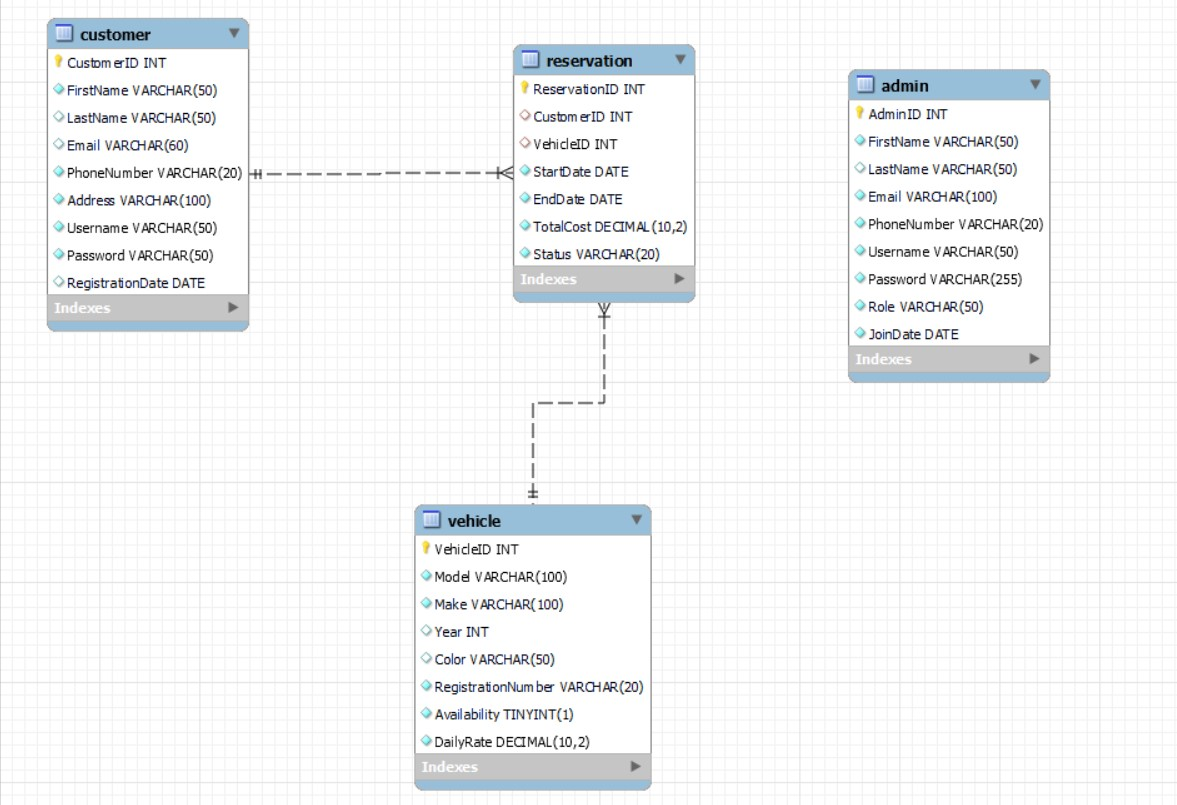 customer
CustomerID INT
FirstName VARCHAR(50)
LastName VARCHAR(50)
Email VARCHAR(60)
PhoneNumber VARCHAR(20)
Address VARCHAR(100)
Username VARCHAR(50)
Password VARCHAR(50)
RegistrationDate DATE
Indexes
reservation
ReservationID INT
CustomerID INT
VehicleID INT
StartDate DATE
EndDate DATE
TotalCost DECIMAL(10,2)
Status VARCHAR(20)
Indexes
admin
AdminID INT
FirstName VARCHAR(50)
LastName VARCHAR(50)
Email VARCHAR(100)
PhoneNumber VARCHAR(20)
Username VARCHAR(50)
Password VARCHAR(255)
Role VARCHAR(50)
JoinDate DATE
Indexes
vehicle
VehicleID INT
Model VARCHAR(100)
Make VARCHAR(100)
Year INT
Color VARCHAR(50)
RegistrationNumber VARCHAR(20)
Availability TINYINT(1)
DailyRate DECIMAL(10,2)
Indexes